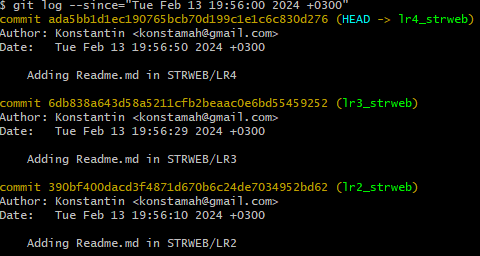 $ git log --since="Tue Feb 13 19:56:00 2024 +0300"
commit ada5bb1d1ec190765bcb70d199c1e1c6c830d276 (HEAD -> lr4_strweb)
Author: Konstantin <konstamah@gmail.com>
Date:   Tue Feb 13 19:56:50 2024 +0300
    Adding Readme.md in STRWEB/LR4
commit 6db838a643d58a5211cfb2beaac0e6bd55459252 (lr3_strweb)
Author: Konstantin <konstamah@gmail.com>
Date:   Tue Feb 13 19:56:29 2024 +0300
    Adding Readme.md in STRWEB/LR3
commit 390bf400dacd3f4871d670b6c24de7034952bd62 (lr2_strweb)
Author: Konstantin <konstamah@gmail.com>
Date:   Tue Feb 13 19:56:10 2024 +0300
    Adding Readme.md in STRWEB/LR2